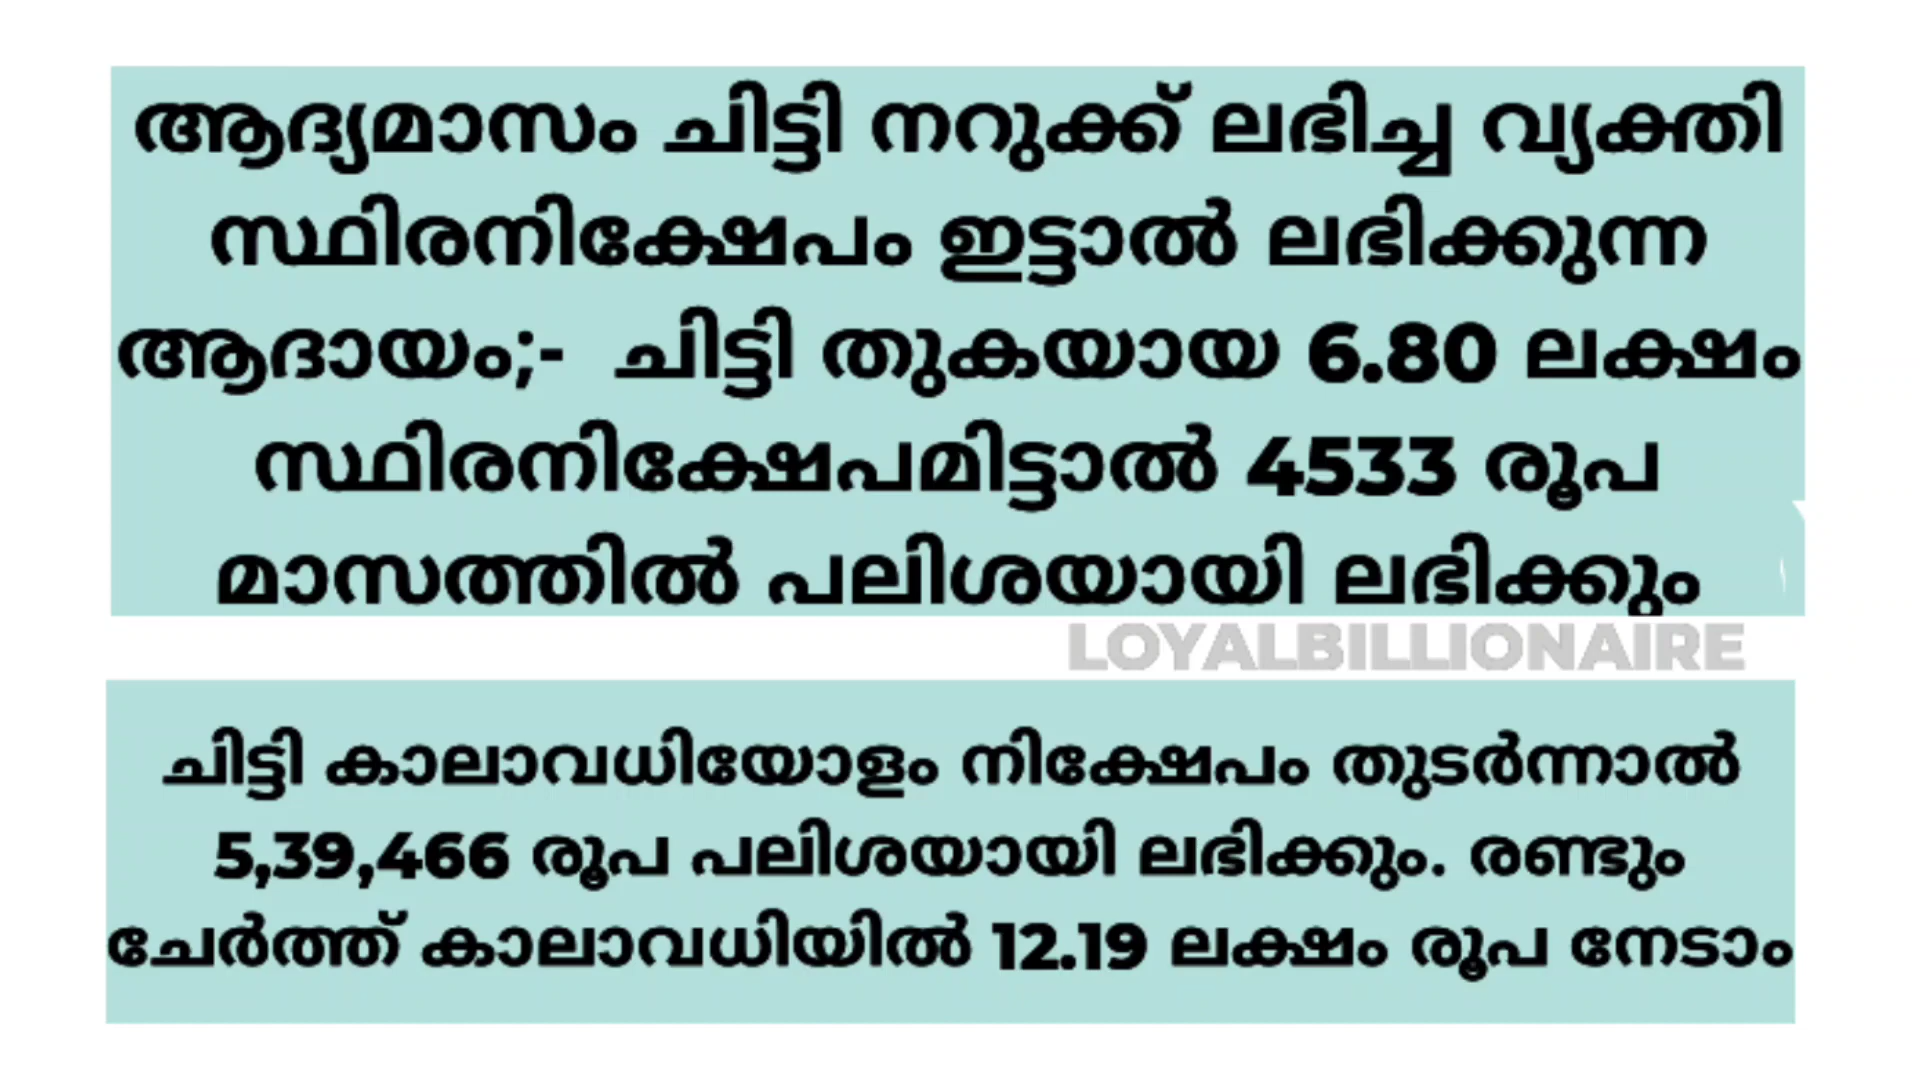 ആദ്യമാസം ചിട്ടി നറുക്ക് ലഭിച്ച വ്യക്തി
സ്ഥിരനിക്ഷേപം ഇട്ടാൽ ലഭിക്കുന്ന
ആദായം;- ചിട്ടി തുകയായ 6.80 ലക്ഷം
സ്ഥിരനിക്ഷേപമിട്ടാൽ 4533 രൂപ
മാസത്തിൽ പലിശയായി ലഭിക്കും
LOYALBILLIONAIRE
ചിട്ടി കാലാവധിയോളം നിക്ഷേപം തുടർന്നാൽ
5,39,466 രൂപ പലിശയായി ലഭിക്കും. രണ്ടും
ചേർത്ത് കാലാവധിയിൽ 12.19 ലക്ഷം രൂപ നേടാം